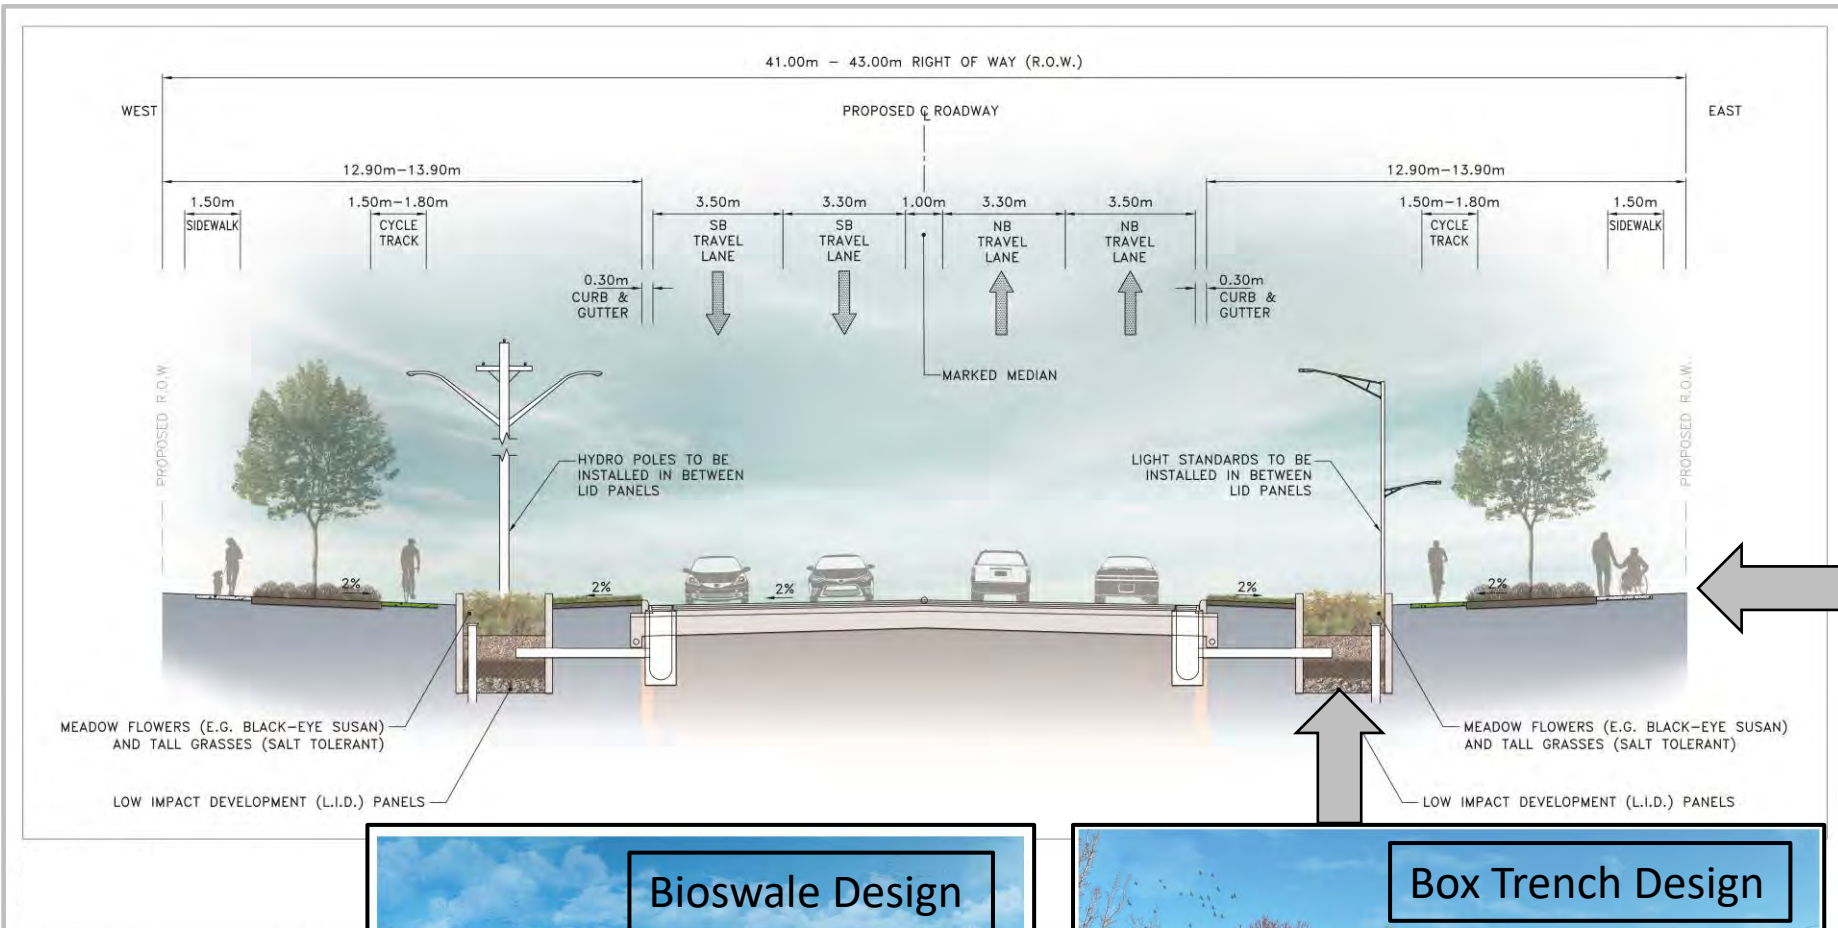 41.00m – 43.00m RIGHT OF WAY (R.O.W.)
WEST
PROPOSED ℄ ROADWAY
EAST
12.90m–13.90m
12.90m–13.90m
1.50m
SIDEWALK
1.50m–1.80m
CYCLE
TRACK
3.50m
SB
TRAVEL
LANE
3.30m
SB
TRAVEL
LANE
1.00m
3.30m
NB
TRAVEL
LANE
3.50m
NB
TRAVEL
LANE
1.50m–1.80m
CYCLE
TRACK
1.50m
SIDEWALK
0.30m
CURB &
GUTTER
0.30m
CURB &
GUTTER
MARKED MEDIAN
PROPOSED R.O.W.
PROPOSED R.O.W.
HYDRO POLES TO BE
INSTALLED IN BETWEEN
LID PANELS
LIGHT STANDARDS TO BE
INSTALLED IN BETWEEN
LID PANELS
2%
2%
2%
2%
2%
MEADOW FLOWERS (E.G. BLACK–EYE SUSAN)
AND TALL GRASSES (SALT TOLERANT)
MEADOW FLOWERS (E.G. BLACK–EYE SUSAN)
AND TALL GRASSES (SALT TOLERANT)
LOW IMPACT DEVELOPMENT (L.I.D.) PANELS
LOW IMPACT DEVELOPMENT (L.I.D.) PANELS
Bioswale Design
Box Trench Design